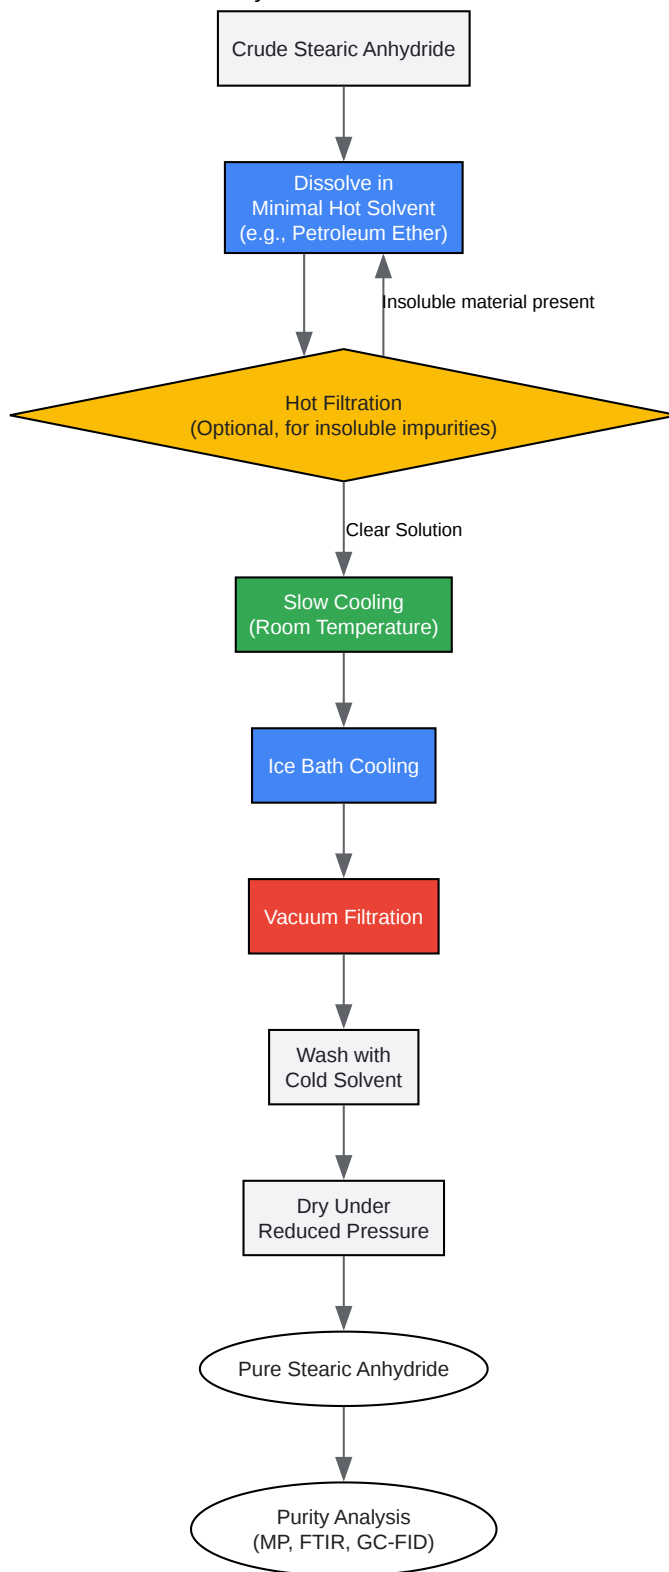 Crude Stearic Anhydride
Dissolve in
Minimal Hot Solvent
(e.g., Petroleum Ether)
Insoluble material present
Hot Filtration
(Optional, for insoluble impurities)
Clear Solution
Slow Cooling
(Room Temperature)
Ice Bath Cooling
Vacuum Filtration
Wash with
Cold Solvent
Dry Under
Reduced Pressure
Pure Stearic Anhydride
Purity Analysis
(MP, FTIR, GC-FID)